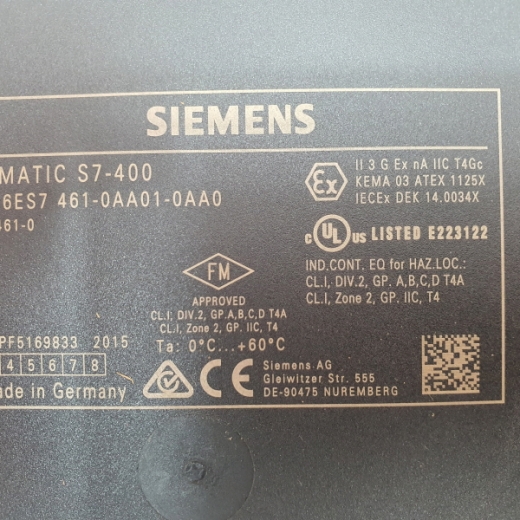 SIEMENS
MATIC S7-400
6ES7 461-0AA01-0AA0
461-0
Ex
II 3 G Ex nA IIC T4Gc
KEMA 03 ATEX 1125X
IECEx DEK 14.0034X
c UL us LISTED E223122
IND.CONT. EQ for HAZ.LOC.:
CL.I, DIV.2, GP. A,B,C,D T4A
CL.I, Zone 2, GP. IIC, T4
FM
APPROVED
CL.I, DIV.2, GP.A,B,C,D T4A
CL.I, Zone 2, GP. IIC, T4
Ta: 0°C...+60°C
PF5169833 2015
4 5 6 7 8
Made in Germany
CE
Siemens AG
Gleiwitzer Str. 555
DE-90475 NUREMBERG